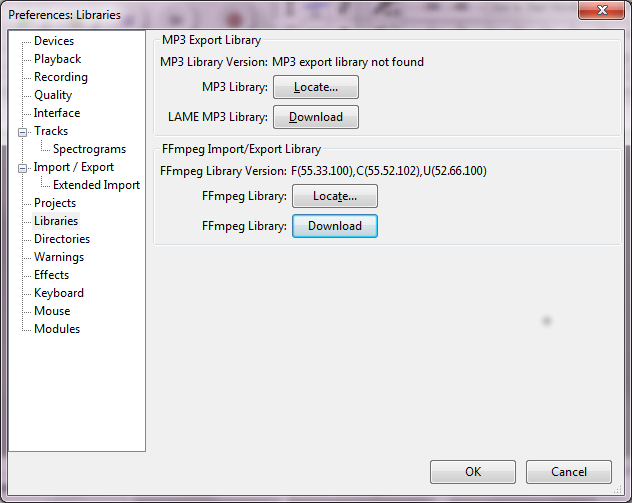 Preferences: Libraries
Devices
Playback
Recording
Quality
Interface
Tracks
Spectrograms
Import / Export
Extended Import
Projects
Libraries
Directories
Warnings
Effects
Keyboard
Mouse
Modules
MP3 Export Library
MP3 Library Version: MP3 export library not found
MP3 Library: Locate...
LAME MP3 Library: Download
FFmpeg Import/Export Library
FFmpeg Library Version: F(55.33.100),C(55.52.102),U(52.66.100)
FFmpeg Library: Locate...
FFmpeg Library: Download
OK Cancel